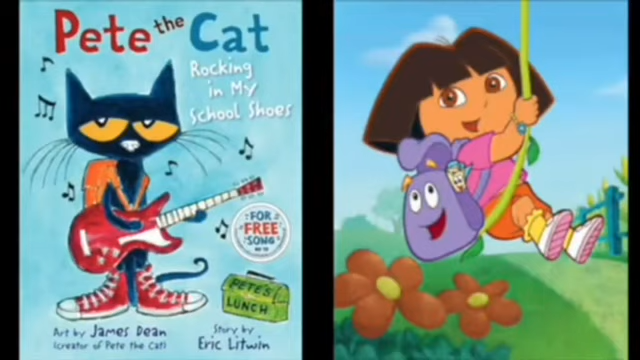 Pete the Cat
Rocking
in My
School Shoes
FOR
FREE
SONG
PETE'S
LUNCH
Art by James Dean
(creator of Pete the Cat)
Story by
Eric Litwin